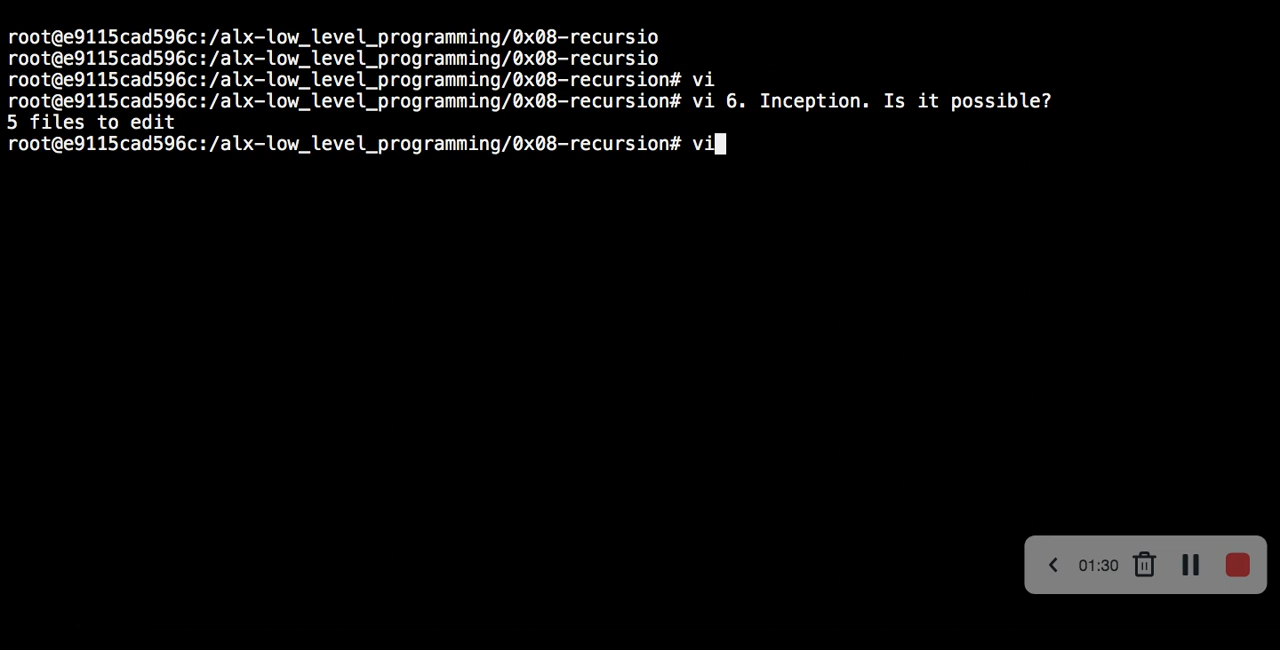 root@e9115cad596c:/alx-low_level_programming/0x08-recursio
root@e9115cad596c:/alx-low_level_programming/0x08-recursio
root@e9115cad596c:/alx-low_level_programming/0x08-recursion# vi
root@e9115cad596c:/alx-low_level_programming/0x08-recursion# vi 6. Inception. Is it possible?
5 files to edit
root@e9115cad596c:/alx-low_level_programming/0x08-recursion# vi
01:30